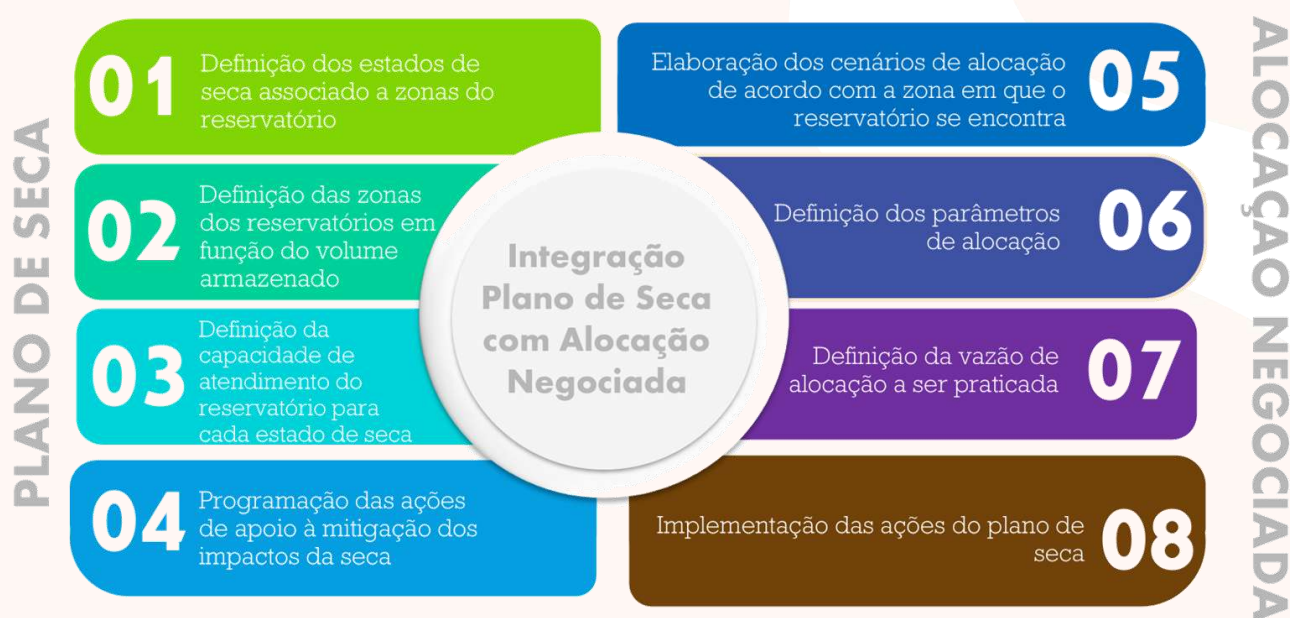 PLANO DE SECA
01
Definição dos estados de
seca associado a zonas do
reservatório
02
Definição das zonas
dos reservatórios em
função do volume
armazenado
03
Definição da
capacidade de
atendimento do
reservatório para
cada estado de seca
04
Programação das ações
de apoio à mitigação dos
impactos da seca
Integração
Plano de Seca
com Alocação
Negociada
Elaboração dos cenários de alocação
de acordo com a zona em que o
reservatório se encontra
05
Definição dos parâmetros
de alocação
06
Definição da vazão de
alocação a ser praticada
07
Implementação das ações do plano de
seca
08
ALOCAÇÃO NEGOCIADA